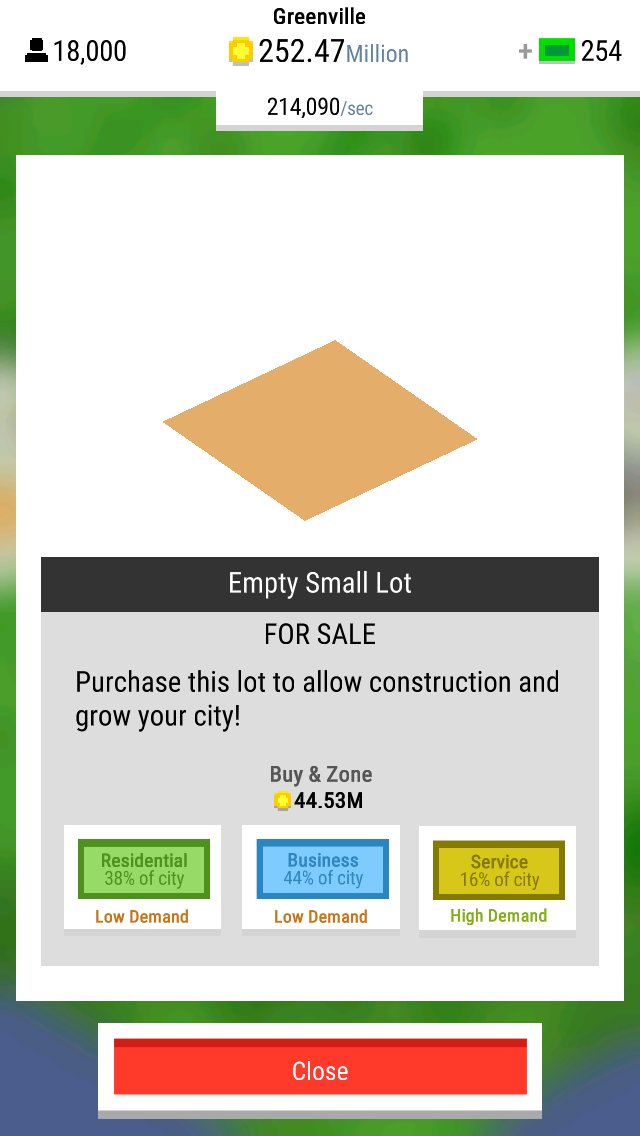 Greenville
18,000
252.47Million
+ 254
214,090/sec
Empty Small Lot
FOR SALE
Purchase this lot to allow construction and
grow your city!
Buy & Zone
44.53M
Residential
38% of city
Low Demand
Business
44% of city
Low Demand
Service
16% of city
High Demand
Close